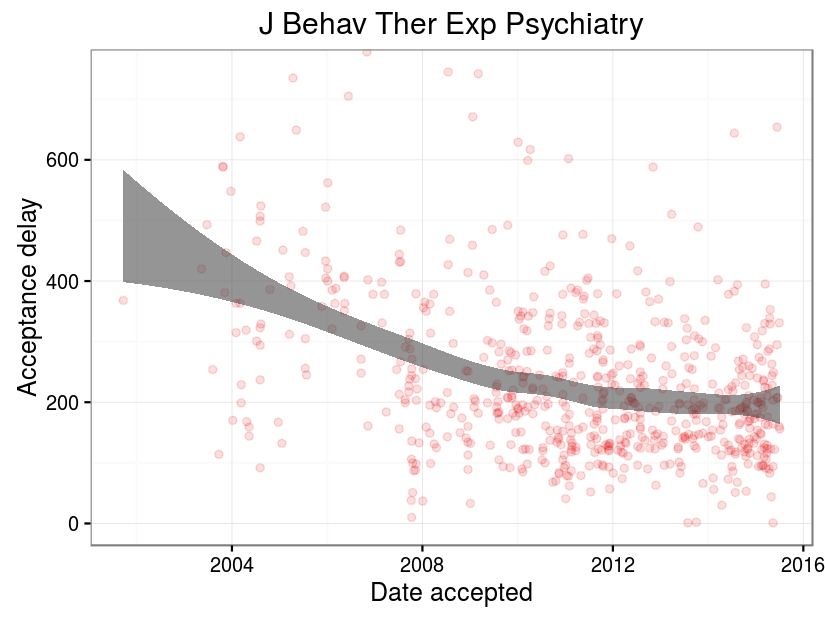 J Behav Ther Exp Psychiatry
Acceptance delay
600
400
200
0
2004 2008 2012 2016
Date accepted